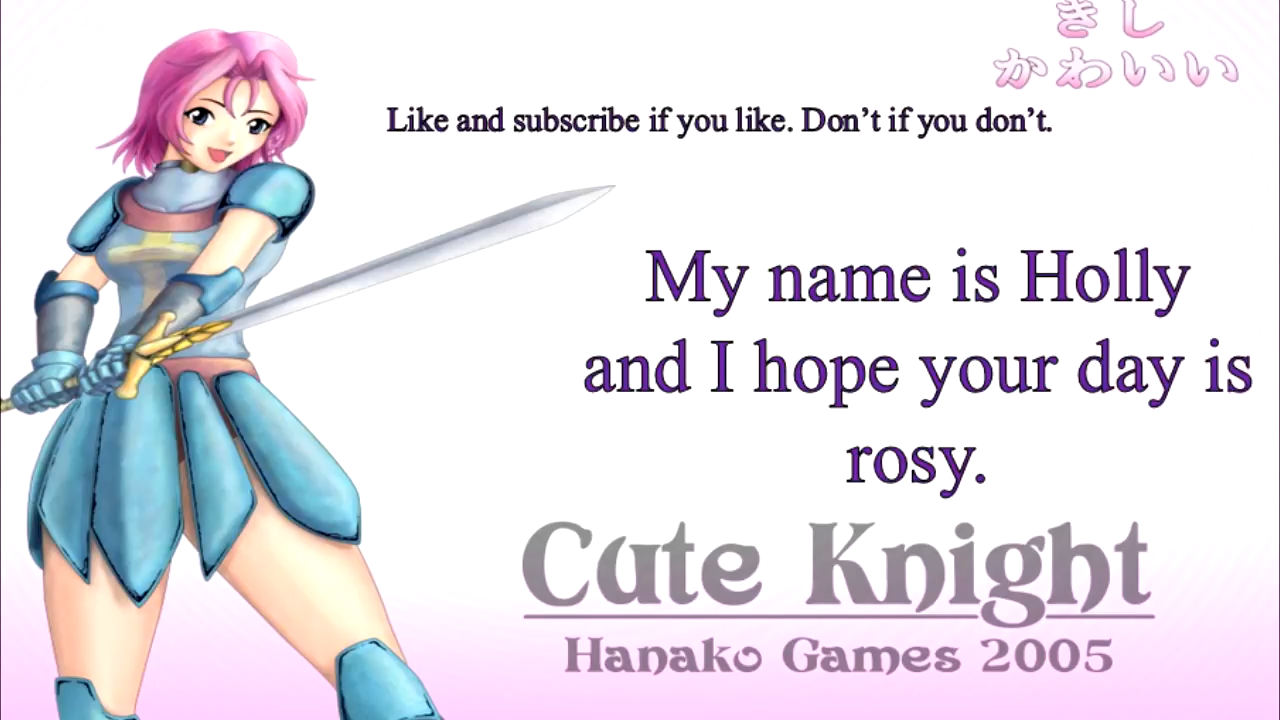 きし
かわいい
Like and subscribe if you like. Don’t if you don’t.
My name is Holly
and I hope your day is
rosy.
Cute Knight
Hanako Games 2005